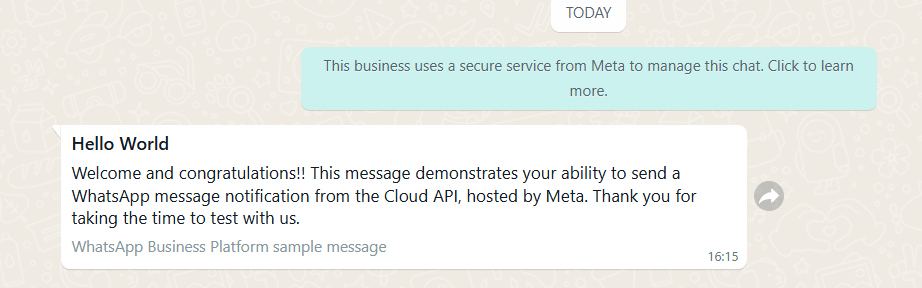 TODAY
This business uses a secure service from Meta to manage this chat. Click to learn
more.
Hello World
Welcome and congratulations!! This message demonstrates your ability to send a
WhatsApp message notification from the Cloud API, hosted by Meta. Thank you for
taking the time to test with us.
WhatsApp Business Platform sample message
16:15